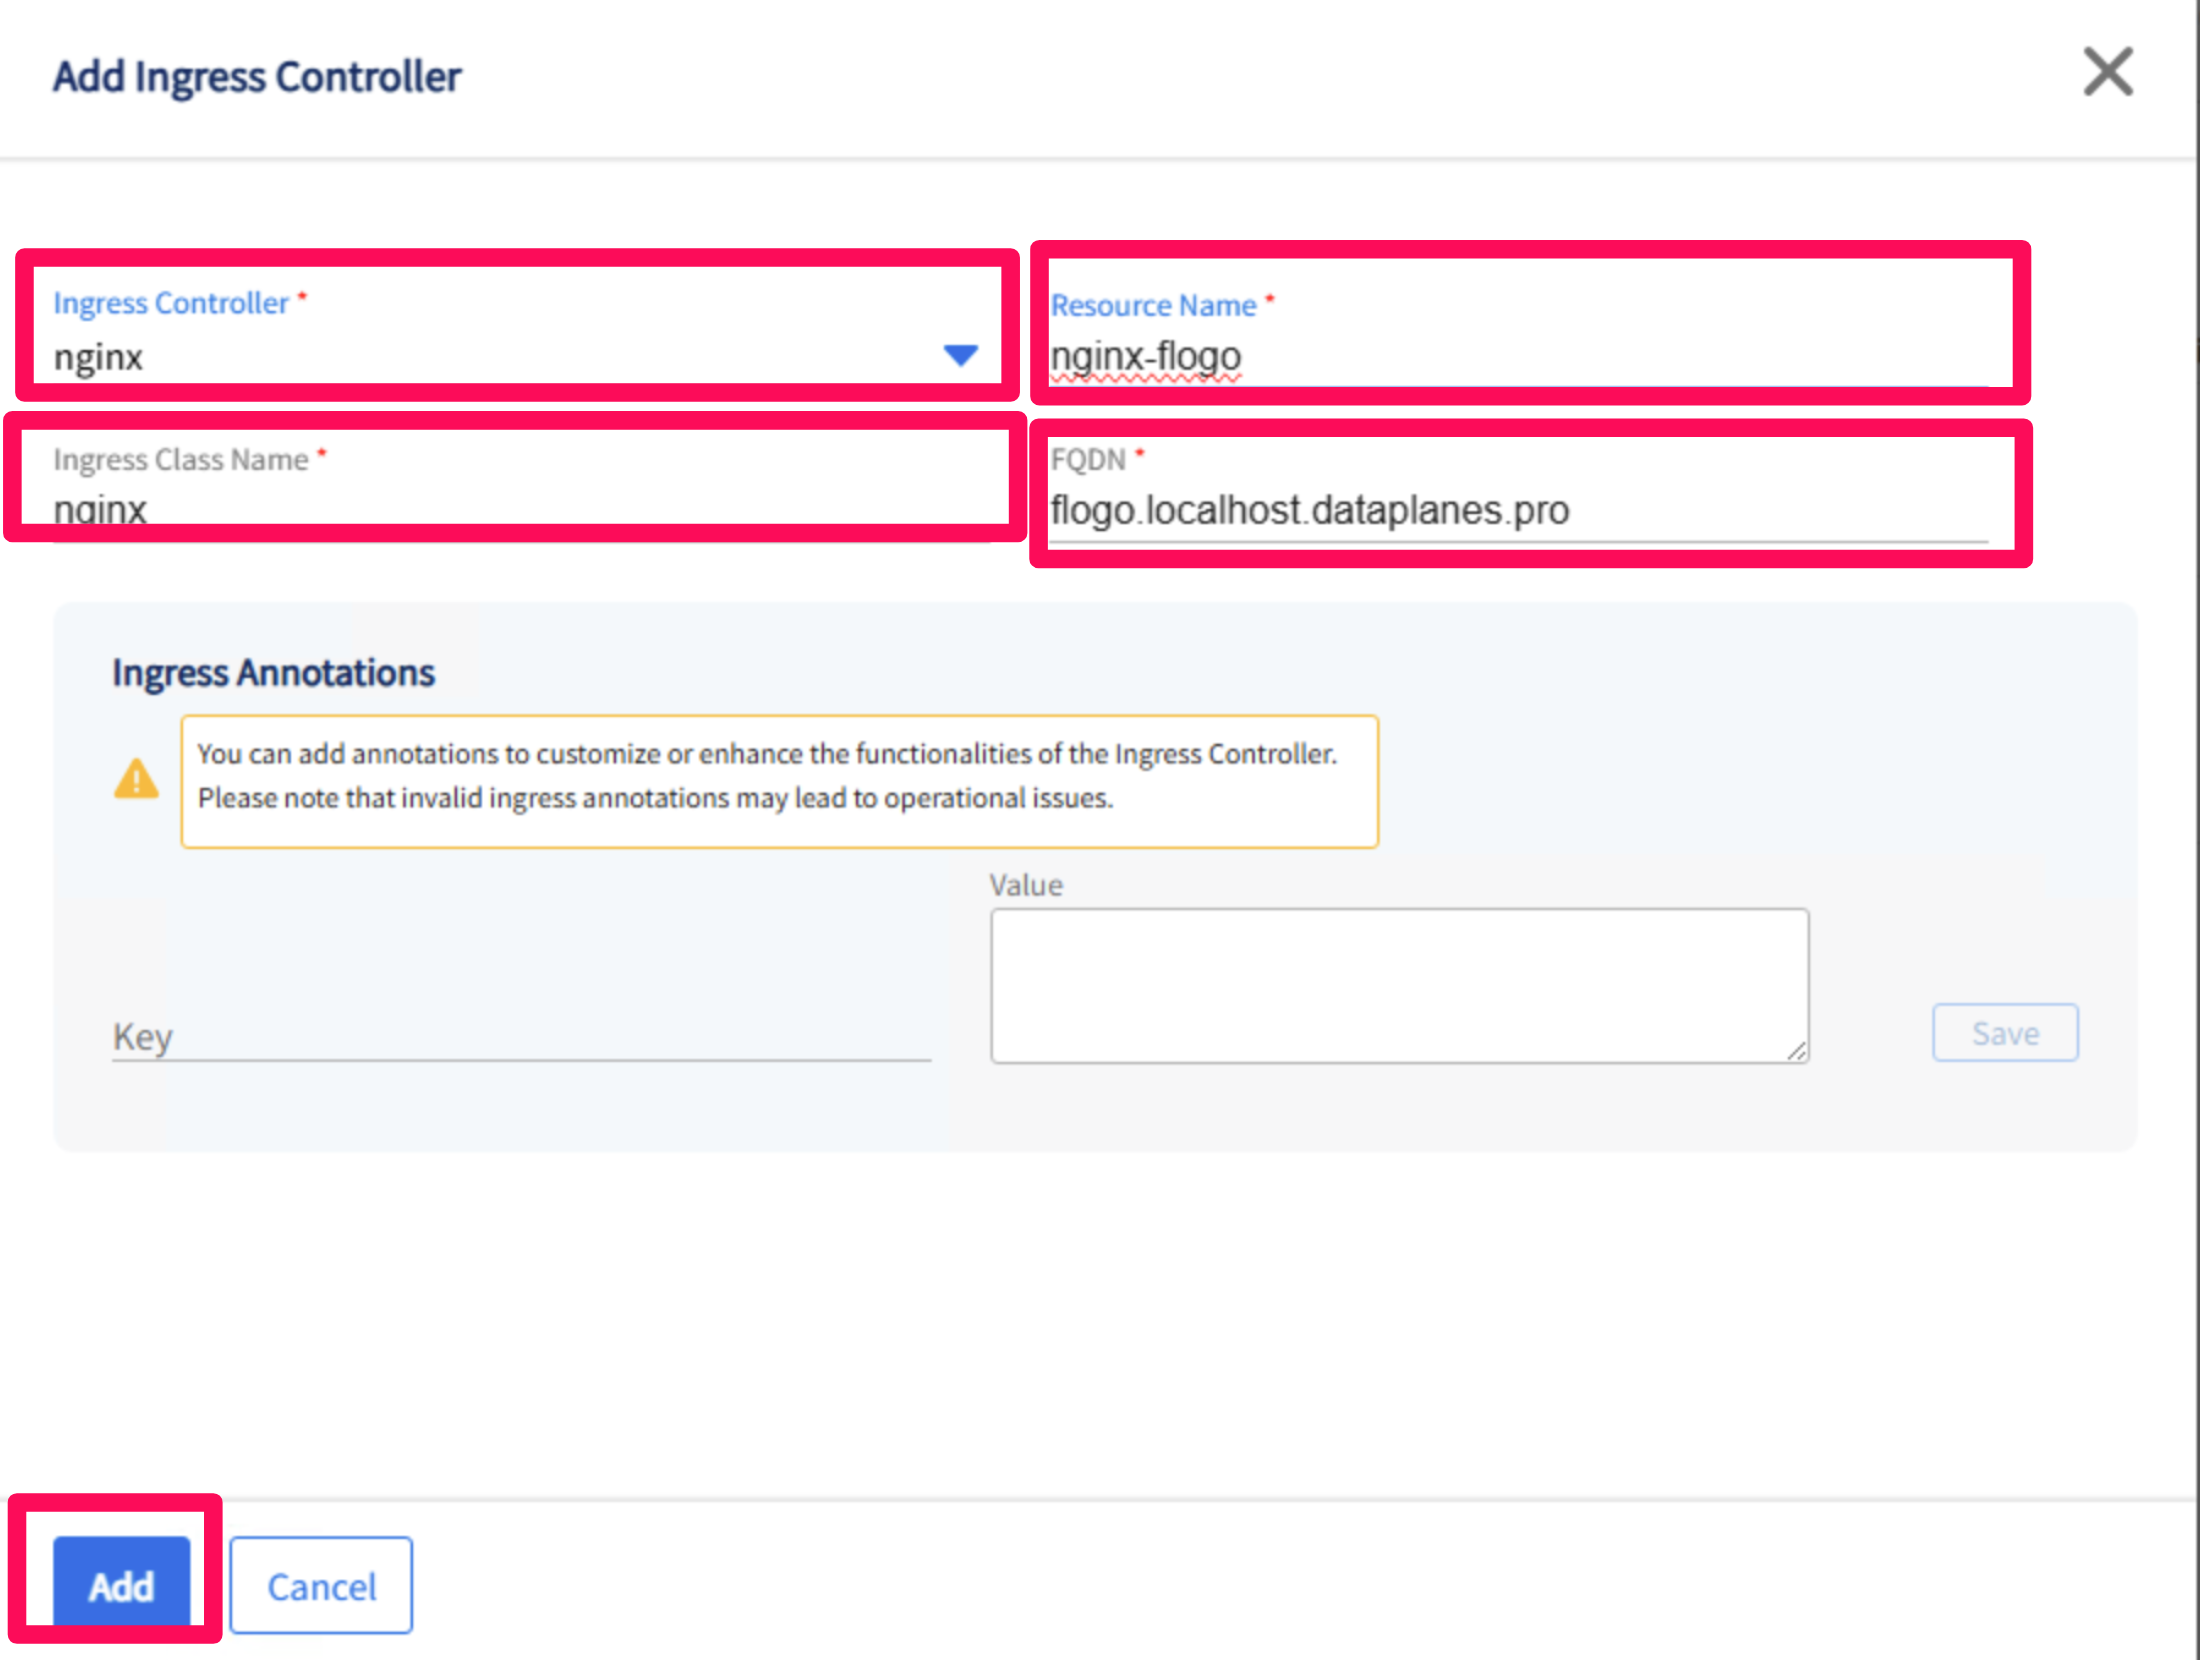 Add Ingress Controller
Ingress Controller *
nginx
Resource Name *
nginx-flogo
Ingress Class Name *
nginx
FQDN *
flogo.localhost.dataplanes.pro
Ingress Annotations
You can add annotations to customize or enhance the functionalities of the Ingress Controller.
Please note that invalid ingress annotations may lead to operational issues.
Value
Key
Save
Add
Cancel